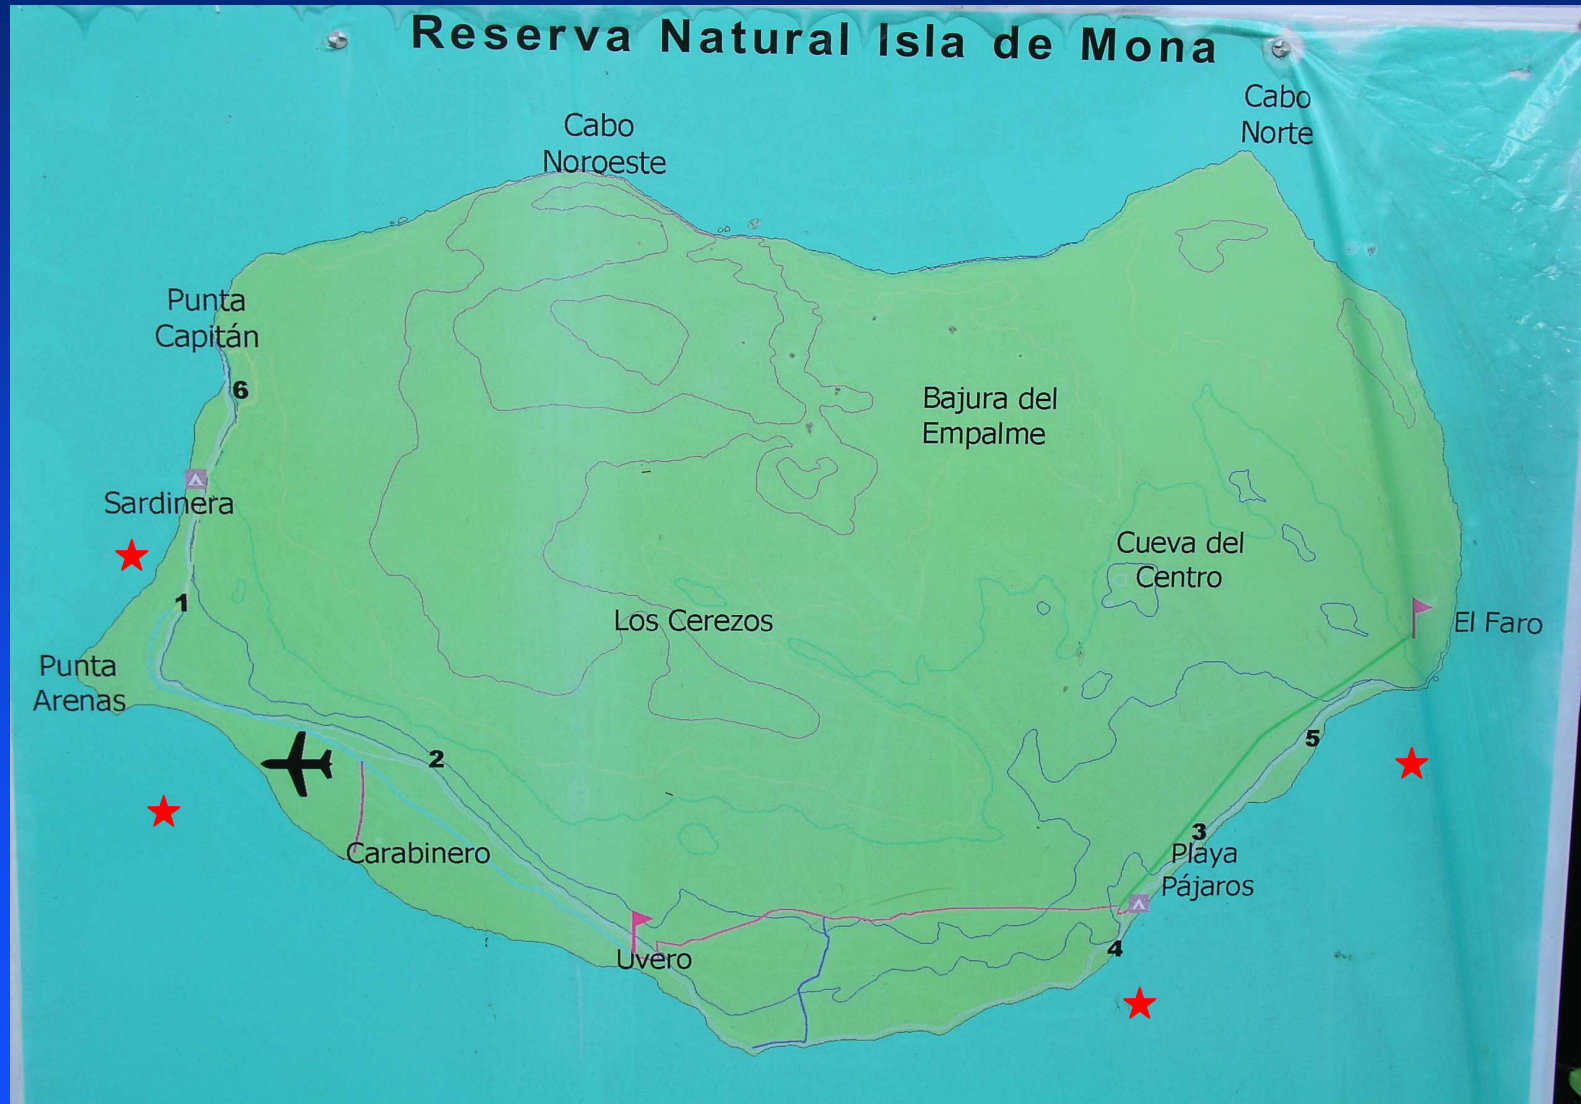 Reserva Natural Isla de Mona
Cabo
Norte
Cabo
Noroeste
Punta
Capitán
6
Bajura del
Empalme
Sardinera
Cueva del
Centro
1
Los Cerezos
El Faro
Punta
Arenas
2
5
3
Carabinero
Playa
Pájaros
4
Uvero